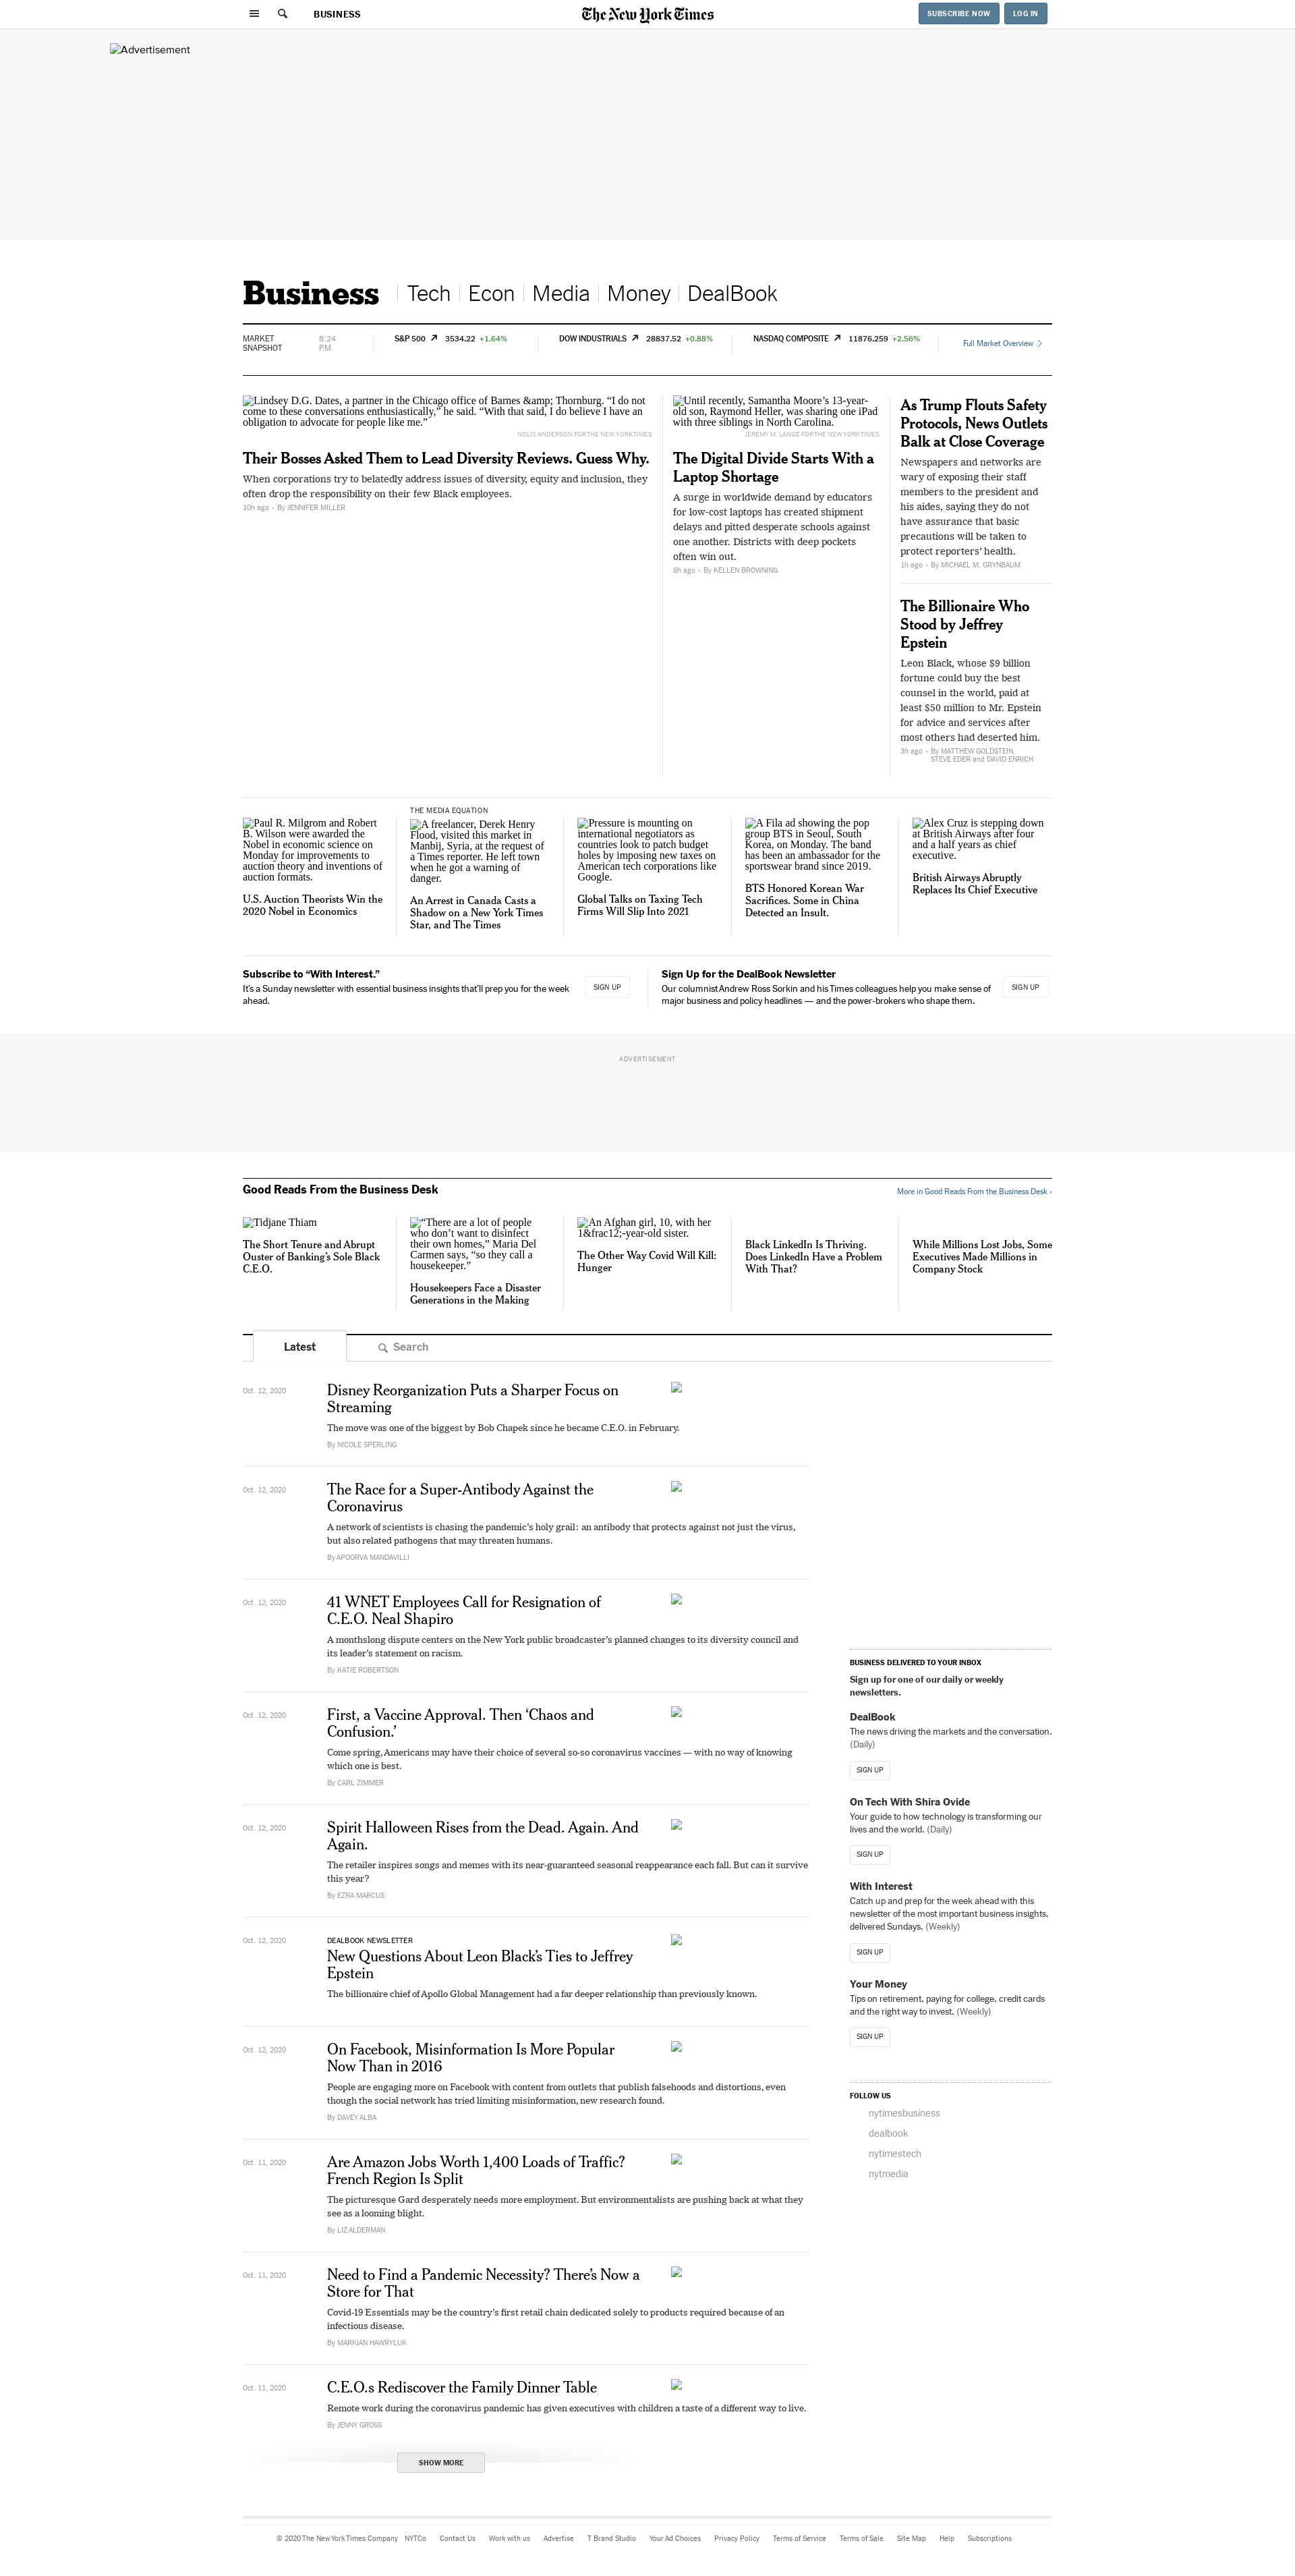 BUSINESS
The New York Times
SUBSCRIBE NOW
LOG IN
Advertisement
Business
Tech
Econ
Media
Money
DealBook
MARKET
SNAPSHOT
8:24
P.M.
S&P 500 3534.22 +1.64%
DOW INDUSTRIALS 28837.52 +0.88%
NASDAQ COMPOSITE 11876.259 +2.56%
Full Market Overview
Lindsey D.G. Dates, a partner in the Chicago office of Barnes &amp; Thornburg. “I do not
come to these conversations enthusiastically,” he said. “With that said, I do believe I have an
obligation to advocate for people like me.”
NOLIS ANDERSON FOR THE NEW YORK TIMES
Their Bosses Asked Them to Lead Diversity Reviews. Guess Why.
When corporations try to belatedly address issues of diversity, equity and inclusion, they
often drop the responsibility on their few Black employees.
10h ago • By JENNIFER MILLER
Until recently, Samantha Moore’s 13-year-
old son, Raymond Heller, was sharing one iPad
with three siblings in North Carolina.
JEREMY M. LANGE FOR THE NEW YORK TIMES
The Digital Divide Starts With a
Laptop Shortage
A surge in worldwide demand by educators
for low-cost laptops has created shipment
delays and pitted desperate schools against
one another. Districts with deep pockets
often win out.
8h ago • By KELLEN BROWNING
As Trump Flouts Safety
Protocols, News Outlets
Balk at Close Coverage
Newspapers and networks are
wary of exposing their staff
members to the president and
his aides, saying they do not
have assurance that basic
precautions will be taken to
protect reporters’ health.
1h ago • By MICHAEL M. GRYNBAUM
The Billionaire Who
Stood by Jeffrey
Epstein
Leon Black, whose $9 billion
fortune could buy the best
counsel in the world, paid at
least $50 million to Mr. Epstein
for advice and services after
most others had deserted him.
3h ago • By MATTHEW GOLDSTEIN,
STEVE EDER and DAVID ENRICH
Paul R. Milgrom and Robert
B. Wilson were awarded the
Nobel in economic science on
Monday for improvements to
auction theory and inventions of
auction formats.
U.S. Auction Theorists Win the
2020 Nobel in Economics
THE MEDIA EQUATION
A freelancer, Derek Henry
Flood, visited this market in
Manbij, Syria, at the request of
a Times reporter. He left town
when he got a warning of
danger.
An Arrest in Canada Casts a
Shadow on a New York Times
Star, and The Times
Pressure is mounting on
international negotiators as
countries look to patch budget
holes by imposing new taxes on
American tech corporations like
Google.
Global Talks on Taxing Tech
Firms Will Slip Into 2021
A Fila ad showing the pop
group BTS in Seoul, South
Korea, on Monday. The band
has been an ambassador for the
sportswear brand since 2019.
BTS Honored Korean War
Sacrifices. Some in China
Detected an Insult.
Alex Cruz is stepping down
at British Airways after four
and a half years as chief
executive.
British Airways Abruptly
Replaces Its Chief Executive
Subscribe to “With Interest.”
It’s a Sunday newsletter with essential business insights that’ll prep you for the week
ahead.
SIGN UP
Sign Up for the DealBook Newsletter
Our columnist Andrew Ross Sorkin and his Times colleagues help you make sense of
major business and policy headlines — and the power-brokers who shape them.
SIGN UP
ADVERTISEMENT
Good Reads From the Business Desk
More in Good Reads From the Business Desk ›
Tidjane Thiam
The Short Tenure and Abrupt
Ouster of Banking’s Sole Black
C.E.O.
“There are a lot of people
who don’t want to disinfect
their own homes,” Maria Del
Carmen says, “so they call a
housekeeper.”
Housekeepers Face a Disaster
Generations in the Making
An Afghan girl, 10, with her
1&frac12;-year-old sister.
The Other Way Covid Will Kill:
Hunger
Black LinkedIn Is Thriving.
Does LinkedIn Have a Problem
With That?
While Millions Lost Jobs, Some
Executives Made Millions in
Company Stock
Latest
Search
Oct. 12, 2020
Disney Reorganization Puts a Sharper Focus on
Streaming
The move was one of the biggest by Bob Chapek since he became C.E.O. in February.
By NICOLE SPERLING
Oct. 12, 2020
The Race for a Super-Antibody Against the
Coronavirus
A network of scientists is chasing the pandemic’s holy grail: an antibody that protects against not just the virus,
but also related pathogens that may threaten humans.
By APOORVA MANDAVILLI
Oct. 12, 2020
41 WNET Employees Call for Resignation of
C.E.O. Neal Shapiro
A monthslong dispute centers on the New York public broadcaster’s planned changes to its diversity council and
its leader’s statement on racism.
By KATIE ROBERTSON
Oct. 12, 2020
First, a Vaccine Approval. Then ‘Chaos and
Confusion.’
Come spring, Americans may have their choice of several so-so coronavirus vaccines — with no way of knowing
which one is best.
By CARL ZIMMER
Oct. 12, 2020
Spirit Halloween Rises from the Dead. Again. And
Again.
The retailer inspires songs and memes with its near-guaranteed seasonal reappearance each fall. But can it survive
this year?
By EZRA MARCUS
Oct. 12, 2020
DEALBOOK NEWSLETTER
New Questions About Leon Black’s Ties to Jeffrey
Epstein
The billionaire chief of Apollo Global Management had a far deeper relationship than previously known.
Oct. 12, 2020
On Facebook, Misinformation Is More Popular
Now Than in 2016
People are engaging more on Facebook with content from outlets that publish falsehoods and distortions, even
though the social network has tried limiting misinformation, new research found.
By DAVEY ALBA
Oct. 11, 2020
Are Amazon Jobs Worth 1,400 Loads of Traffic?
French Region Is Split
The picturesque Gard desperately needs more employment. But environmentalists are pushing back at what they
see as a looming blight.
By LIZ ALDERMAN
Oct. 11, 2020
Need to Find a Pandemic Necessity? There’s Now a
Store for That
Covid-19 Essentials may be the country’s first retail chain dedicated solely to products required because of an
infectious disease.
By MARKIAN HAWRYLUK
Oct. 11, 2020
C.E.O.s Rediscover the Family Dinner Table
Remote work during the coronavirus pandemic has given executives with children a taste of a different way to live.
By JENNY GROSS
SHOW MORE
BUSINESS DELIVERED TO YOUR INBOX
Sign up for one of our daily or weekly
newsletters.
DealBook
The news driving the markets and the conversation.
(Daily)
SIGN UP
On Tech With Shira Ovide
Your guide to how technology is transforming our
lives and the world. (Daily)
SIGN UP
With Interest
Catch up and prep for the week ahead with this
newsletter of the most important business insights,
delivered Sundays. (Weekly)
SIGN UP
Your Money
Tips on retirement, paying for college, credit cards
and the right way to invest. (Weekly)
SIGN UP
FOLLOW US
nytimesbusiness
dealbook
nytimestech
nytmedia
© 2020 The New York Times Company NYTCo Contact Us Work with us Advertise T Brand Studio Your Ad Choices Privacy Policy Terms of Service Terms of Sale Site Map Help Subscriptions